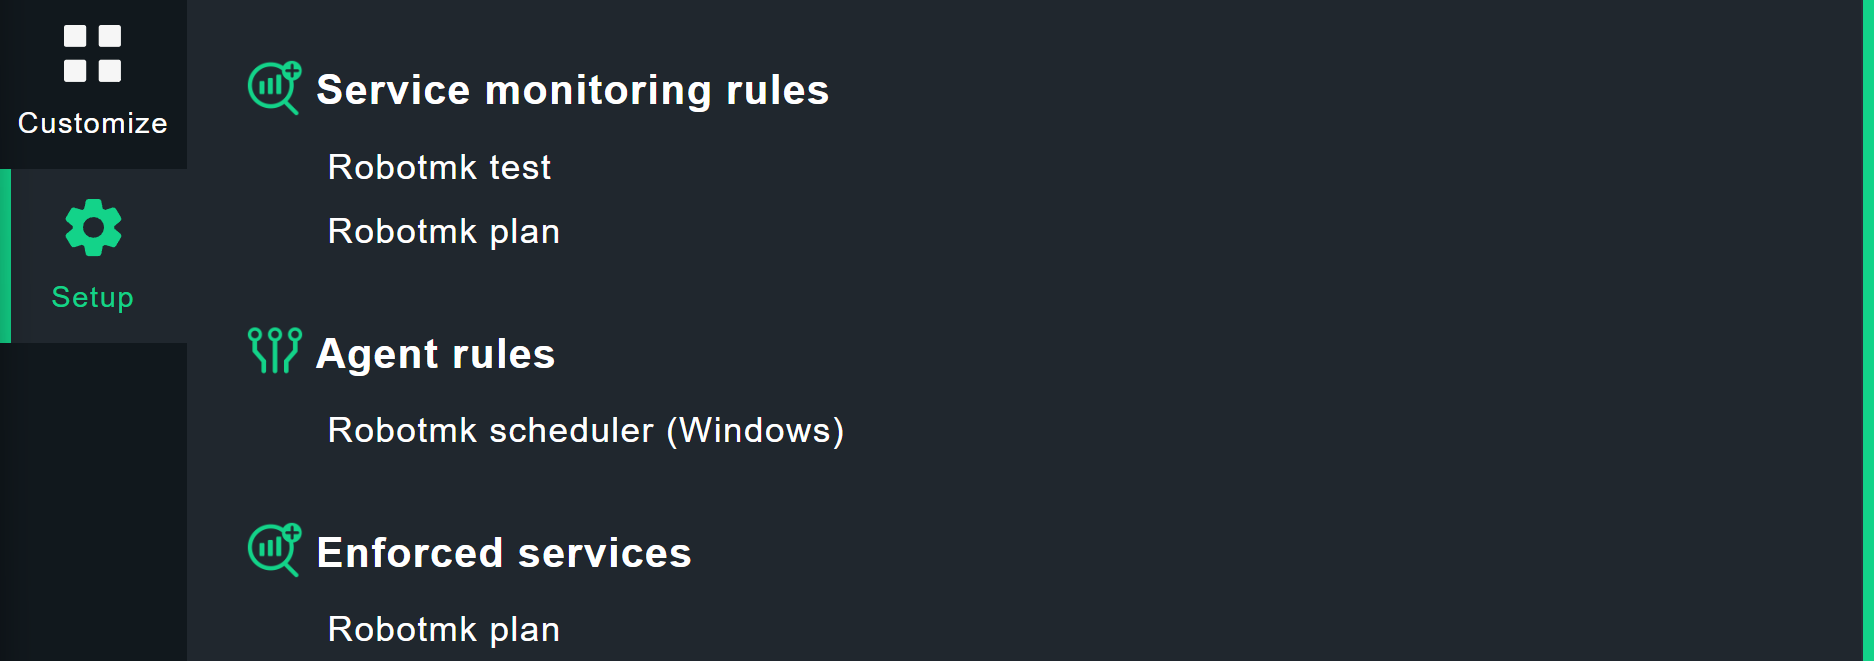 Customize
Setup
Service monitoring rules
Robotmk test
Robotmk plan
Agent rules
Robotmk scheduler (Windows)
Enforced services
Robotmk plan